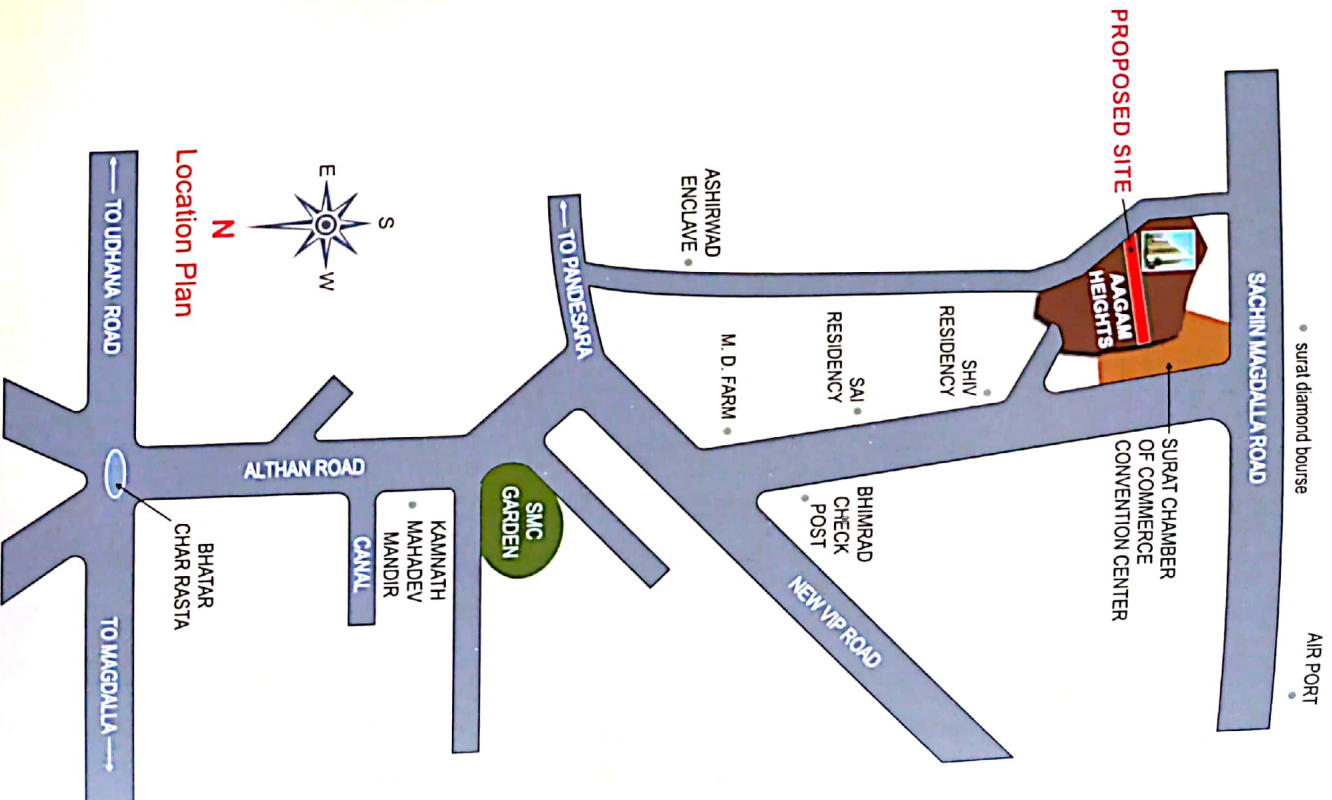 surat diamond bourse
AIR PORT
SACHIN MAGDALLA ROAD
PROPOSED SITE
AAGAM
HEIGHTS
SURAT CHAMBER
OF COMMERCE
CONVENTION CENTER
SHIV
RESIDENCY
SAI
RESIDENCY
BHIMRAD
CHECK
POST
NEW VIP ROAD
M. D. FARM
ASHIRWAD
ENCLAVE
TO PANDESARA
SMC
GARDEN
KAMNATH
MAHADEV
MANDIR
CANAL
ALTHAN ROAD
S
E
W
N
Location Plan
BHATAR
CHAR RASTA
TO UDHANA ROAD
TO MAGDALLA